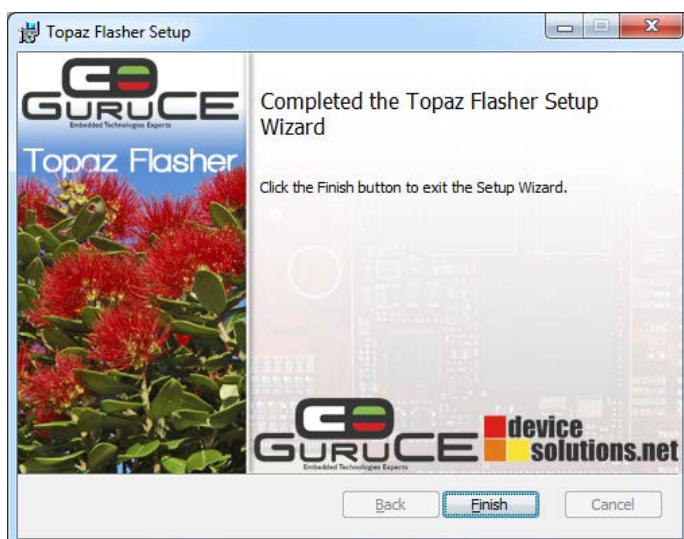 Topaz Flasher Setup
GURUCE
Embedded Technologies Experts
Topaz Flasher
Completed the Topaz Flasher Setup
Wizard
Click the Finish button to exit the Setup Wizard.
GURUCE
Embedded Technologies Experts
device
solutions.net
Back
Finish
Cancel